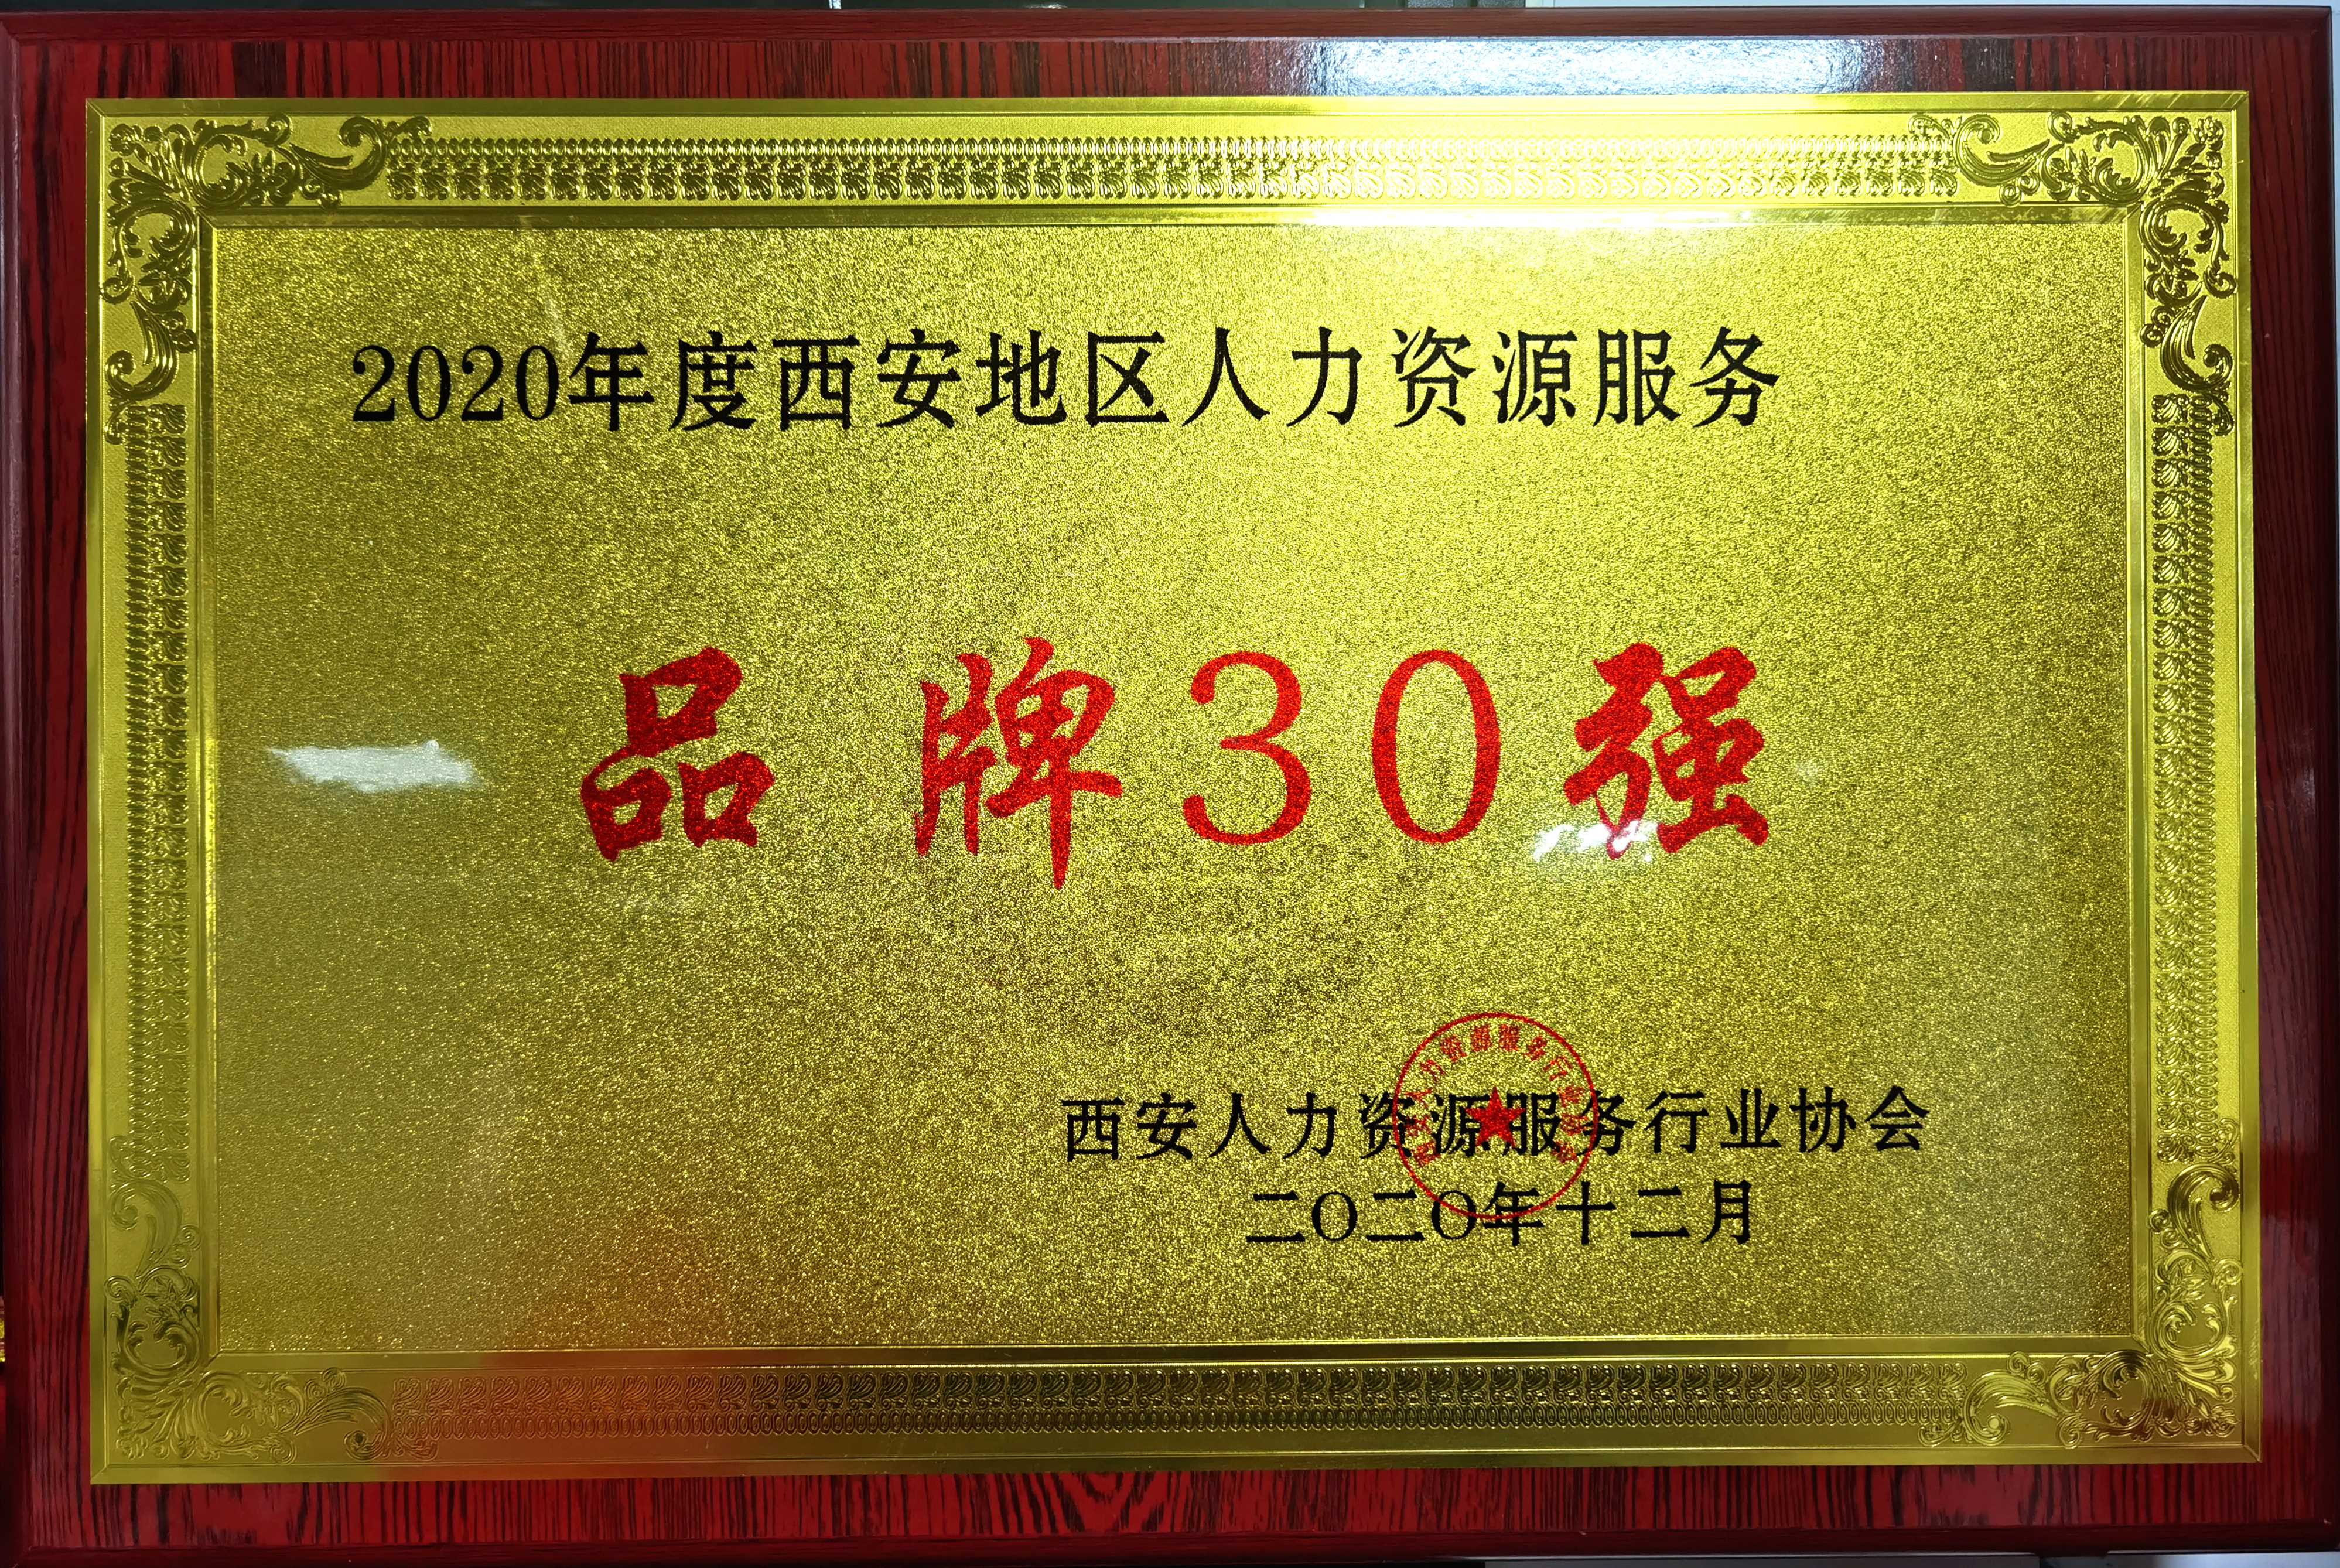 2020年度西安地区人力资源服务
品牌30强
西安人力资源服务行业协会
二〇二〇年十二月